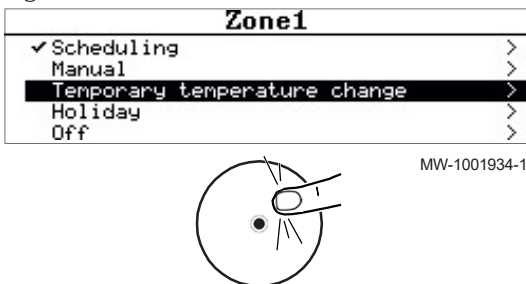 Zone1
✓ Scheduling >
Manual >
Temporary temperature change >
Holiday >
Off >
MW-1001934-1